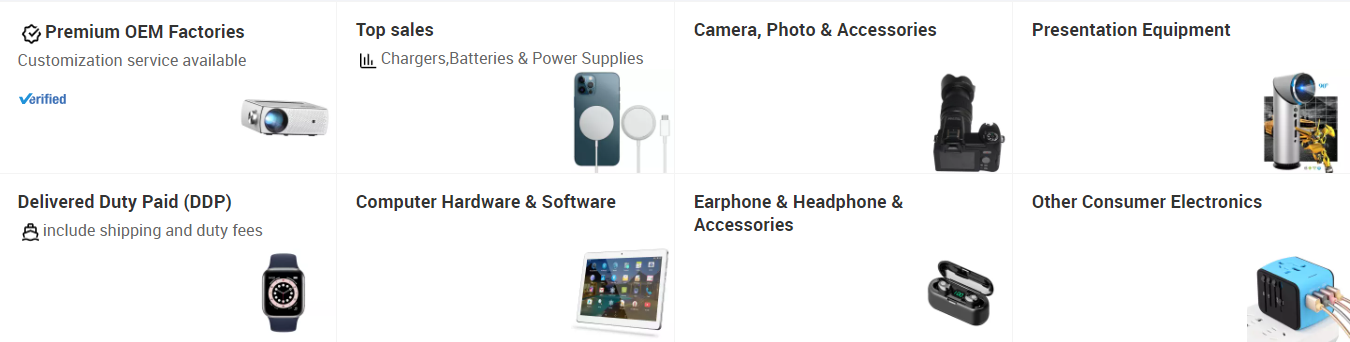 Premium OEM Factories
Customization service available
Verified
Top sales
Chargers,Batteries & Power Supplies
Camera, Photo & Accessories
Presentation Equipment
90°
Delivered Duty Paid (DDP)
include shipping and duty fees
Computer Hardware & Software
Earphone & Headphone &
Accessories
Other Consumer Electronics